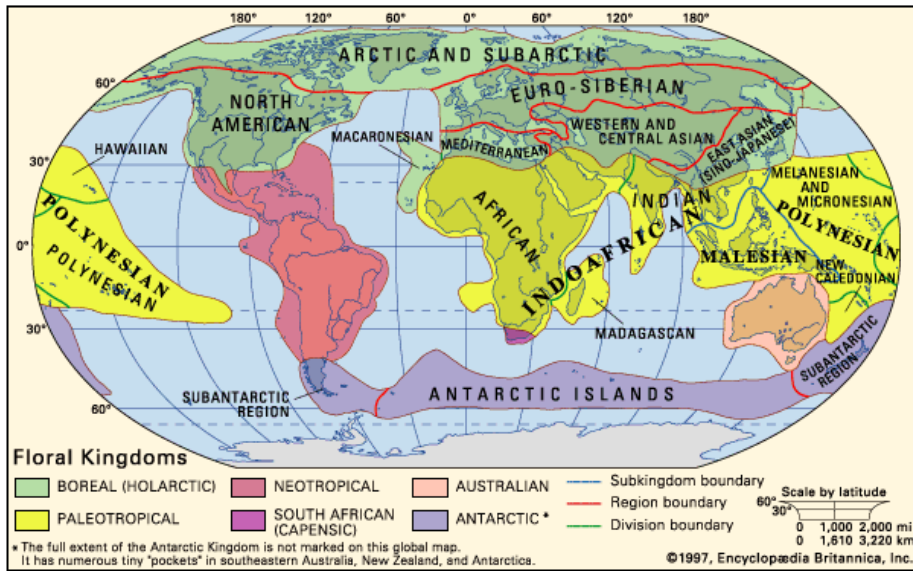 180° 120° 60° 0° 60° 120° 180°
ARCTIC AND SUBARCTIC
60°
EURO-SIBERIAN
60°
NORTH
AMERICAN
MACARONESIAN
MEDITERRANEAN
WESTERN AND
CENTRAL ASIAN
EAST ASIAN
(SINO-JAPANESE)
HAWAIIAN
30°
30°
MELANESIAN AND
MICRONESIAN
INDIAN
AFRICAN
POLYNESIAN
POLYNESIAN
POLYNESIAN
INDOAFRICAN
MALESIAN
0°
0°
NEW
CALEDONIAN
MADAGASCAN
30°
30°
SUBANTARCTIC
REGION
SUBANTARCTIC
REGION
ANTARCTIC ISLANDS
60°
60°
Floral Kingdoms
BOREAL (HOLARCTIC)
NEOTROPICAL
AUSTRALIAN
PALEOTROPICAL
SOUTH AFRICAN
(CAPENSIC)
ANTARCTIC *
Subkingdom boundary
Region boundary
Division boundary
Scale by latitude
60°
30°
0 1,000 2,000 mi
0 1,610 3,220 km
* The full extent of the Antarctic Kingdom is not marked on this global map.
It has numerous tiny "pockets" in southeastern Australia, New Zealand, and Antarctica.
©1997, Encyclopædia Britannica, Inc.